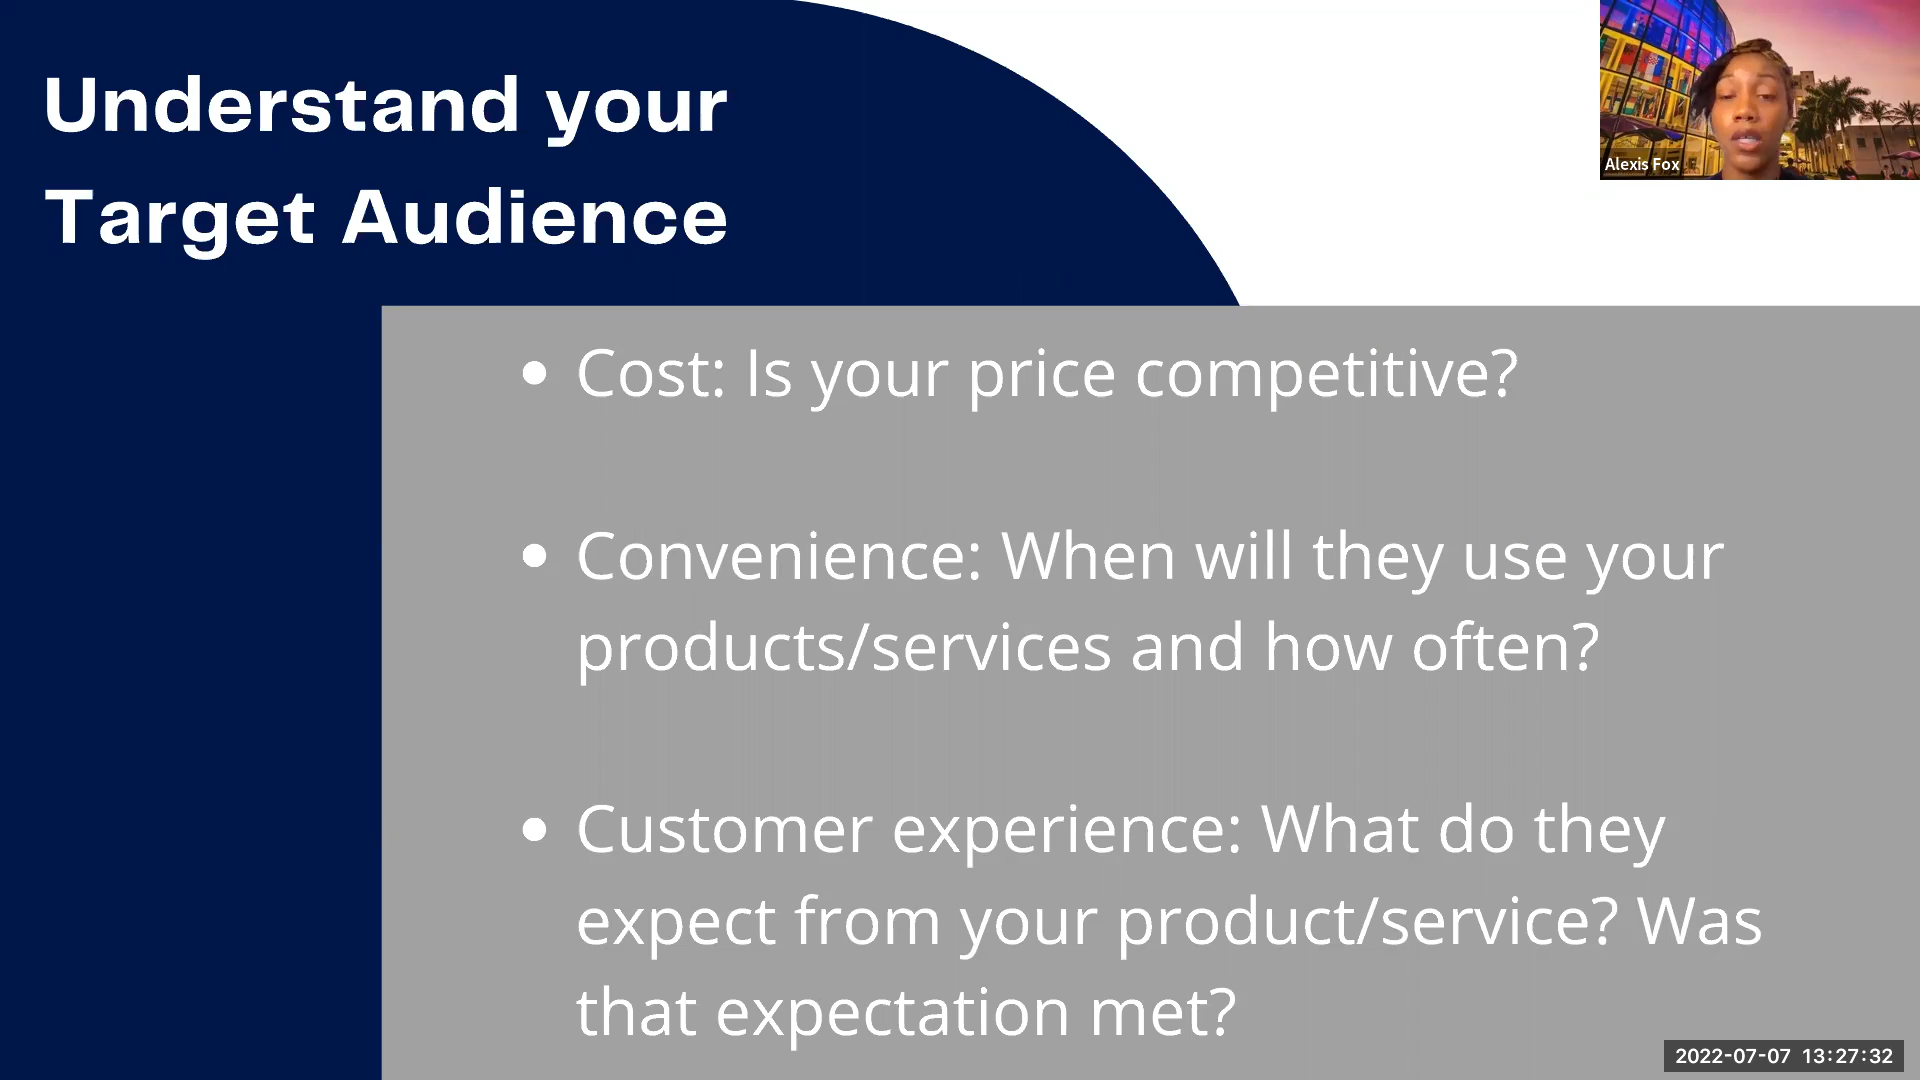 Understand your
Target Audience
Alexis Fox
• Cost: Is your price competitive?
• Convenience: When will they use your
products/services and how often?
• Customer experience: What do they
expect from your product/service? Was
that expectation met?
2022-07-07 13:27:32